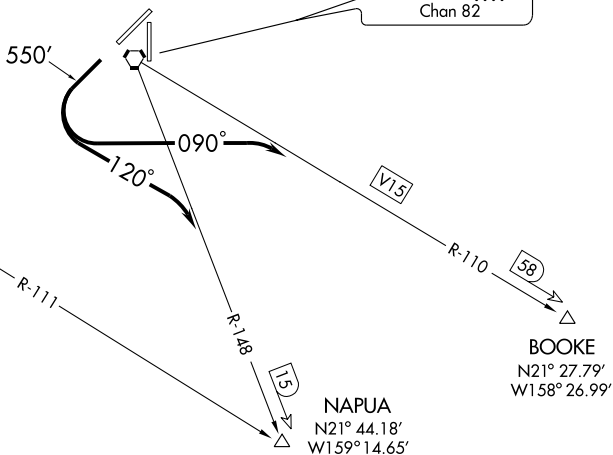 Chan 82
550'
090°
120°
V15
R-110
58
R-111
R-148
15
BOOKE
N21° 27.79'
W158° 26.99'
NAPUA
N21° 44.18'
W159° 14.65'